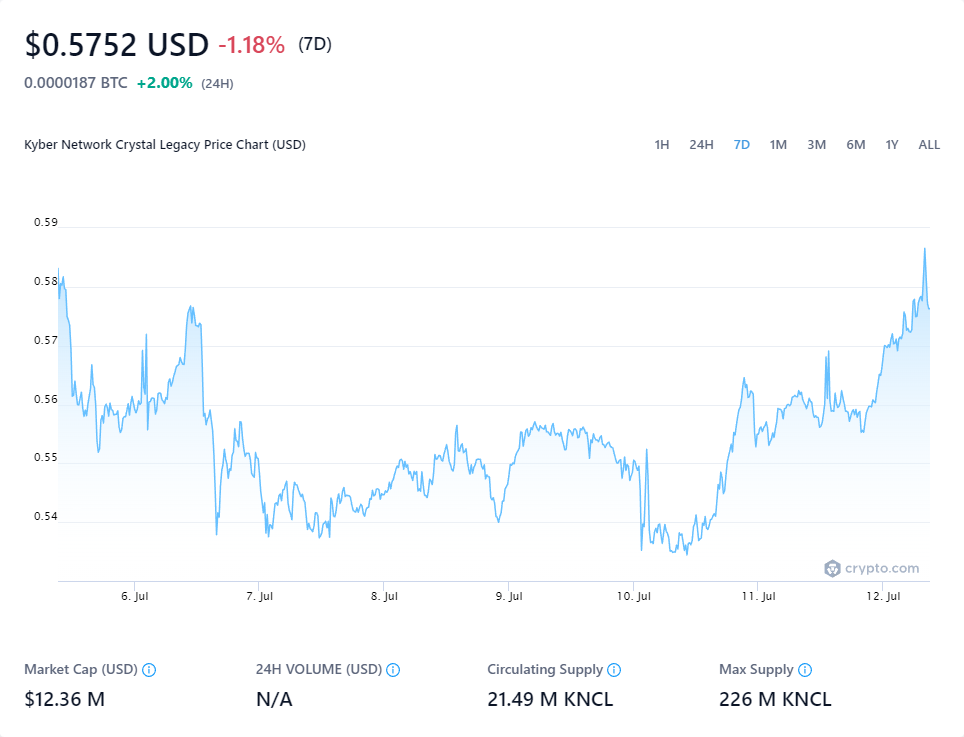 $0.5752 USD -1.18% (7D)
0.0000187 BTC +2.00% (24H)
Kyber Network Crystal Legacy Price Chart (USD) 1H 24H 7D 1M 3M 6M 1Y ALL
0.59
0.58
0.57
0.56
0.55
0.54
crypto.com
6. Jul 7. Jul 8. Jul 9. Jul 10. Jul 11. Jul 12. Jul
Market Cap (USD) 24H VOLUME (USD) Circulating Supply Max Supply
$12.36 M N/A 21.49 M KNCL 226 M KNCL